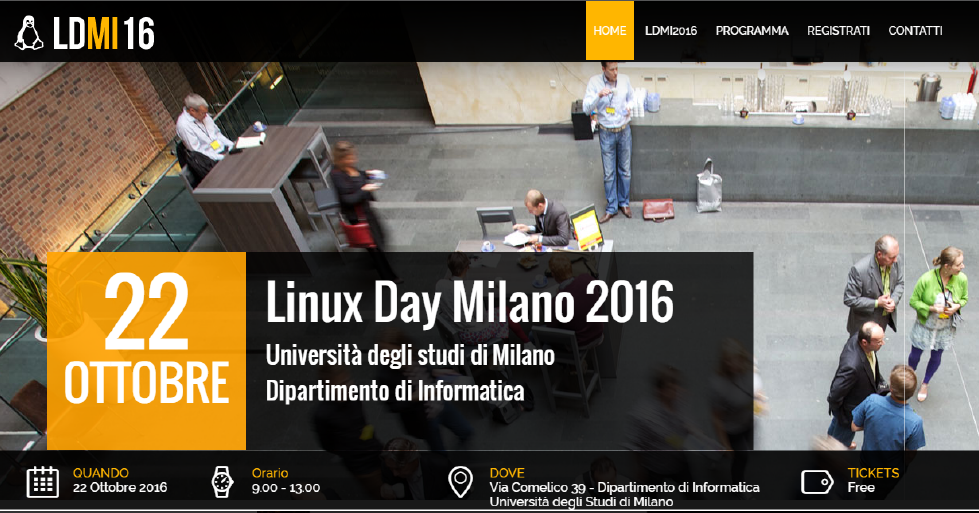 LDMI 16
HOME
LDMI2016
PROGRAMMA
REGISTRATI
CONTATTI
22
OTTOBRE
Linux Day Milano 2016
Università degli studi di Milano
Dipartimento di Informatica
QUANDO
22 Ottobre 2016
Orario
9.00 - 13.00
DOVE
Via Comelico 39 - Dipartimento di Informatica
Università degli Studi di Milano
TICKETS
Free